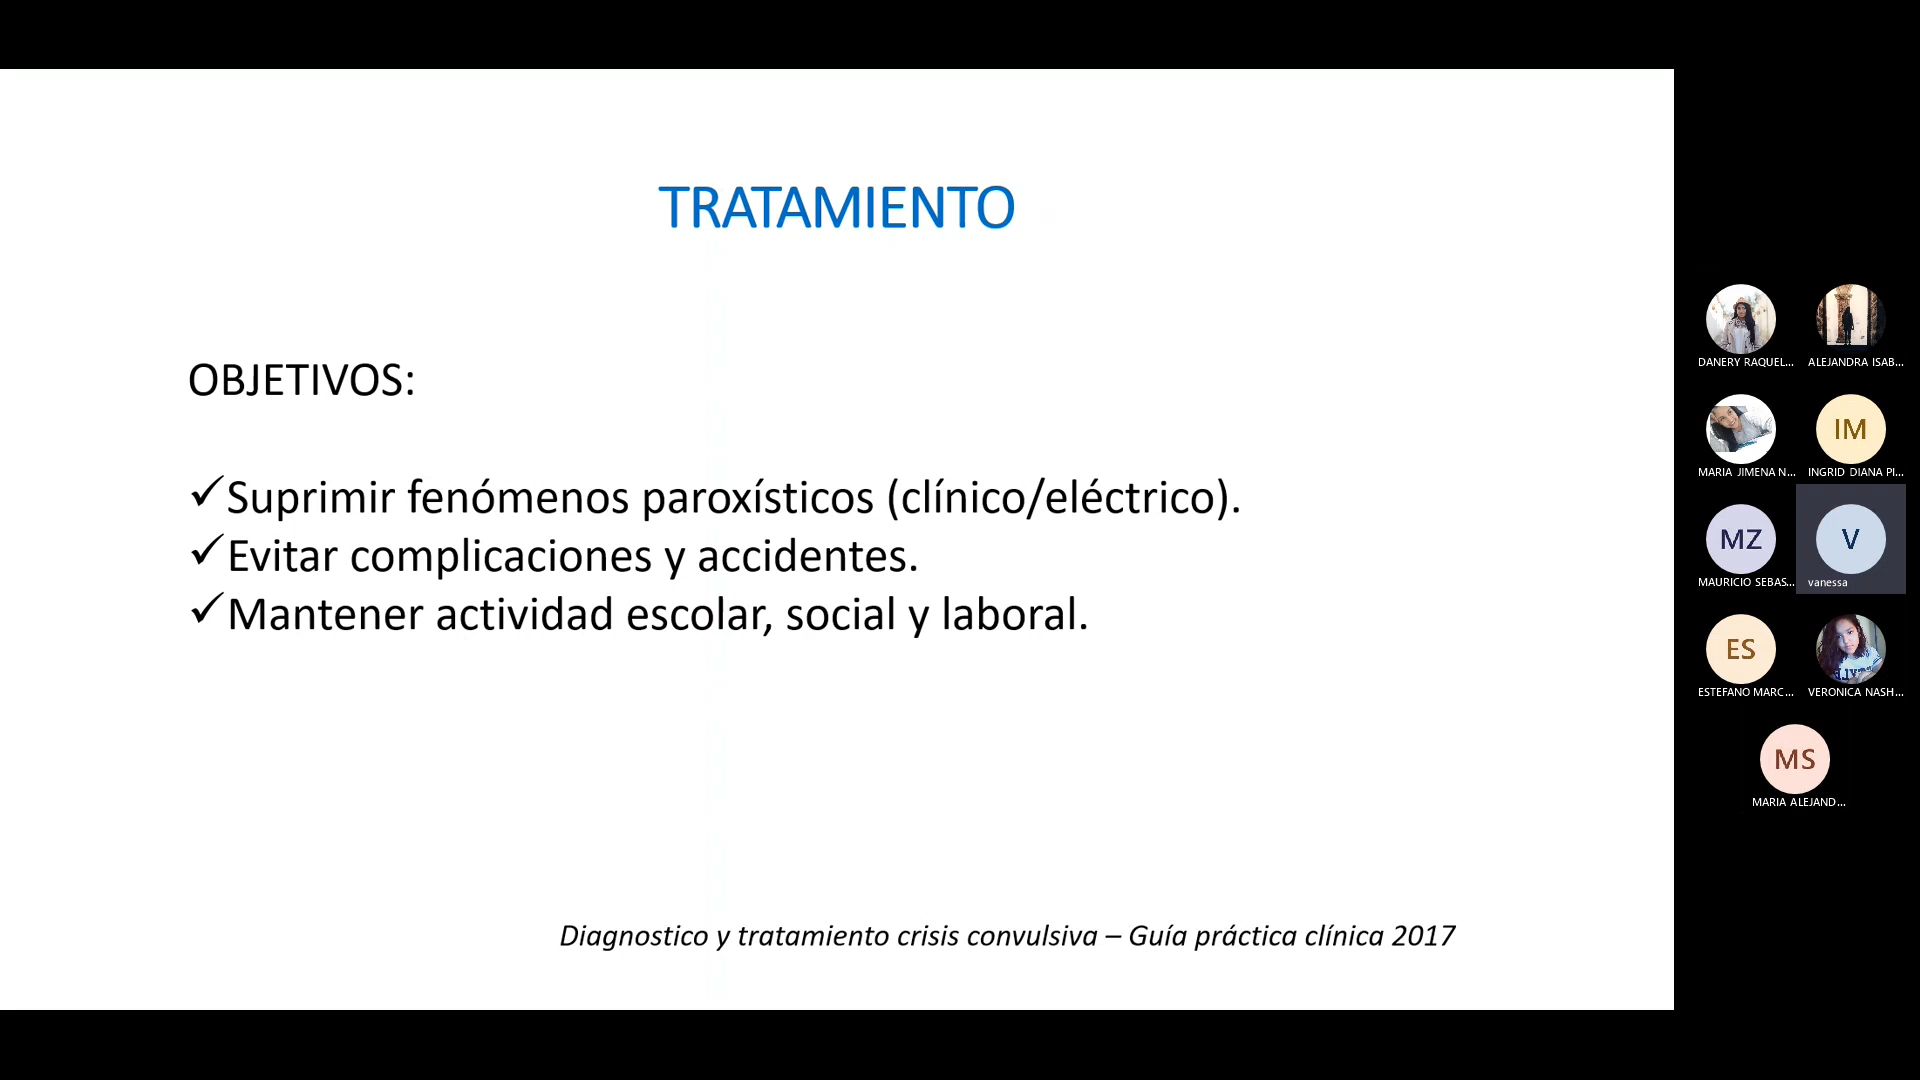 TRATAMIENTO
OBJETIVOS:
✓Suprimir fenómenos paroxísticos (clínico/eléctrico).
✓Evitar complicaciones y accidentes.
✓Mantener actividad escolar, social y laboral.
Diagnostico y tratamiento crisis convulsiva – Guía práctica clínica 2017
DANERY RAQUEL...
ALEJANDRA ISAB...
MARIA JIMENA N...
IM
INGRID DIANA PI...
MZ
MAURICIO SEBAS...
V
vanessa
ES
ESTEFANO MARC...
VERONICA NASH...
MS
MARIA ALEJAND...